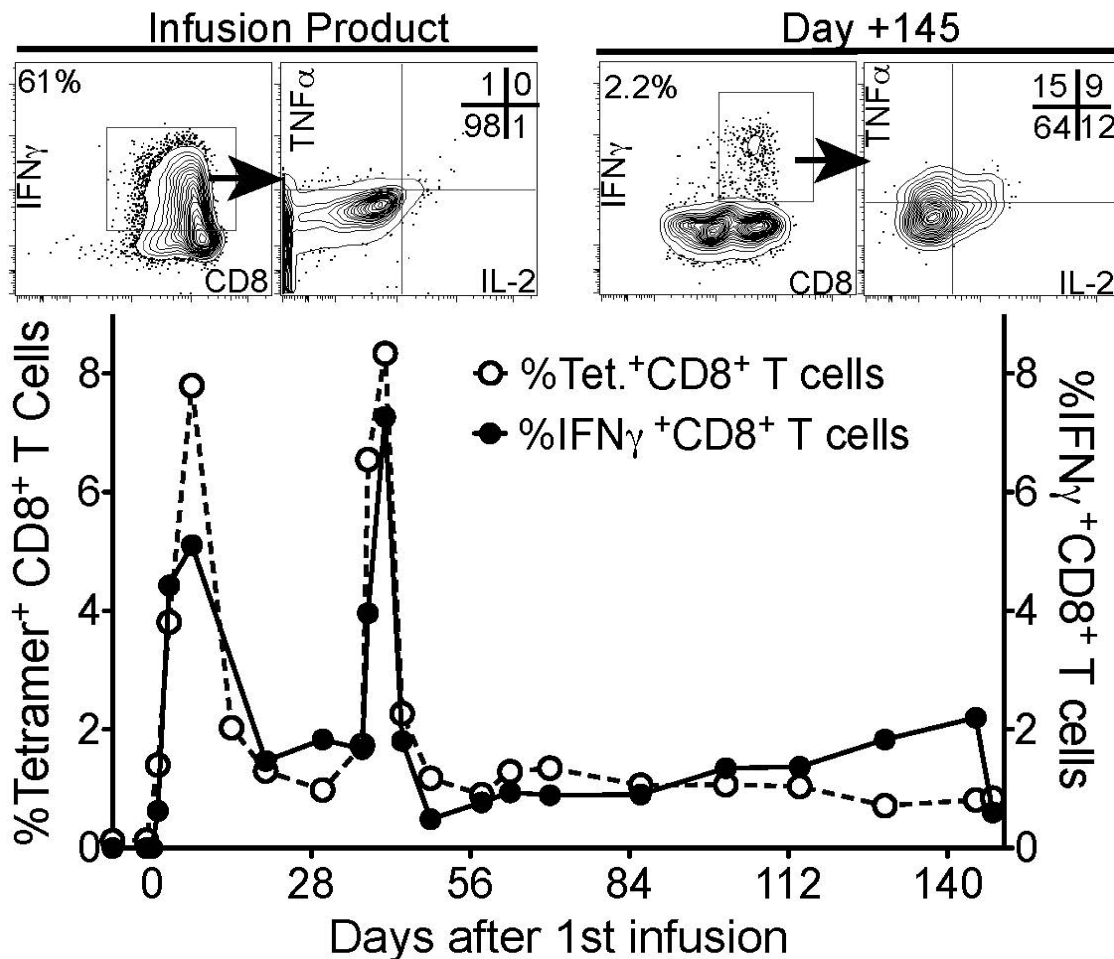 Infusion Product
Day +145
61%
IFNγ
CD8
TNFα
1 0
98 1
IL-2
2.2%
IFNγ
CD8
TNFα
15 9
64 12
IL-2
%Tetramer⁺ CD8⁺ T Cells
8
6
4
2
0
%Tet.⁺CD8⁺ T cells
%IFNγ ⁺CD8⁺ T cells
8
6
4
2
0
%IFNγ ⁺CD8⁺ T cells
0 28 56 84 112 140
Days after 1st infusion